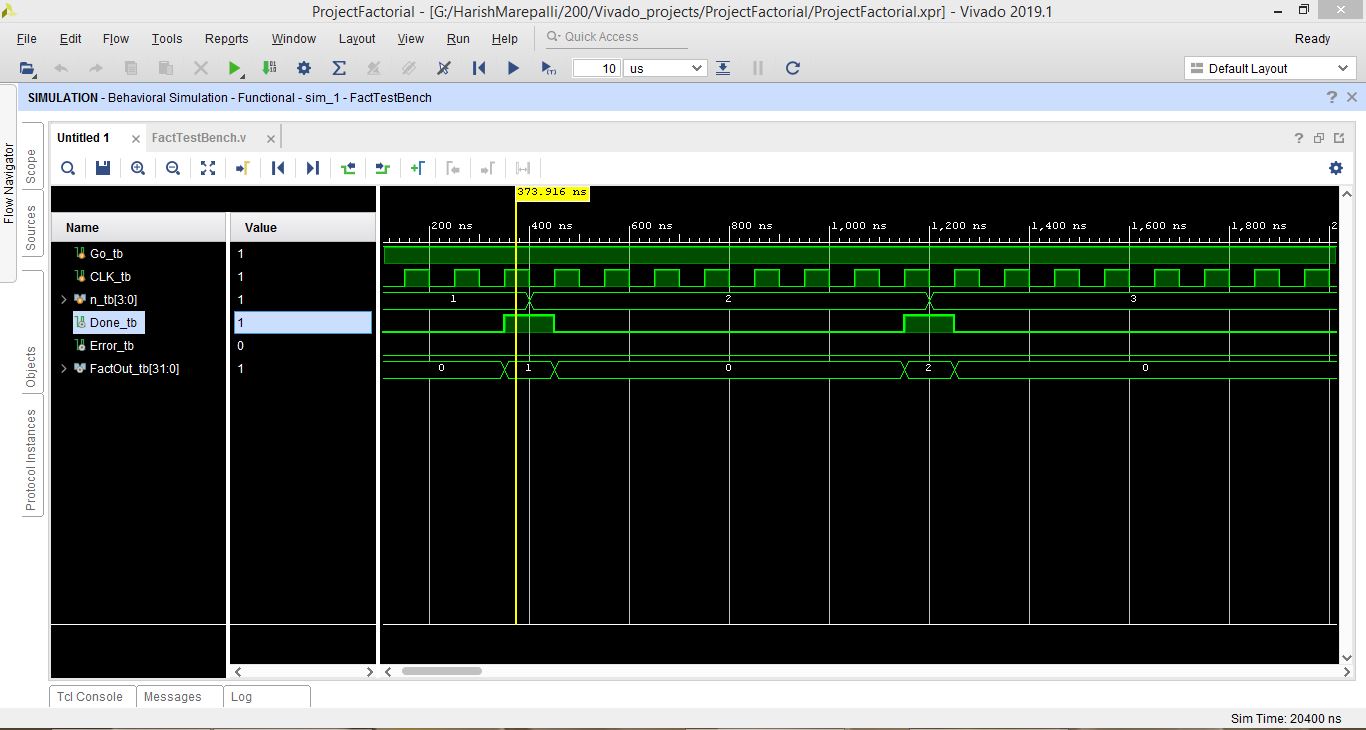 ProjectFactorial - [G:/HarishMarepalli/200/Vivado_projects/ProjectFactorial/ProjectFactorial.xpr] - Vivado 2019.1
File Edit Flow Tools Reports Window Layout View Run Help Quick Access Ready
10 us Default Layout
SIMULATION - Behavioral Simulation - Functional - sim_1 - FactTestBench
Flow Navigator
Scope
Sources
Objects
Protocol Instances
Untitled 1 FactTestBench.v
373.916 ns
Name Value 200 ns 400 ns 600 ns 800 ns 1,000 ns 1,200 ns 1,400 ns 1,600 ns 1,800 ns 2
Go_tb 1
CLK_tb 1
n_tb[3:0] 1 1 2 3
Done_tb 1
Error_tb 0
FactOut_tb[31:0] 1 0 1 0 2 0
Tcl Console Messages Log
Sim Time: 20400 ns